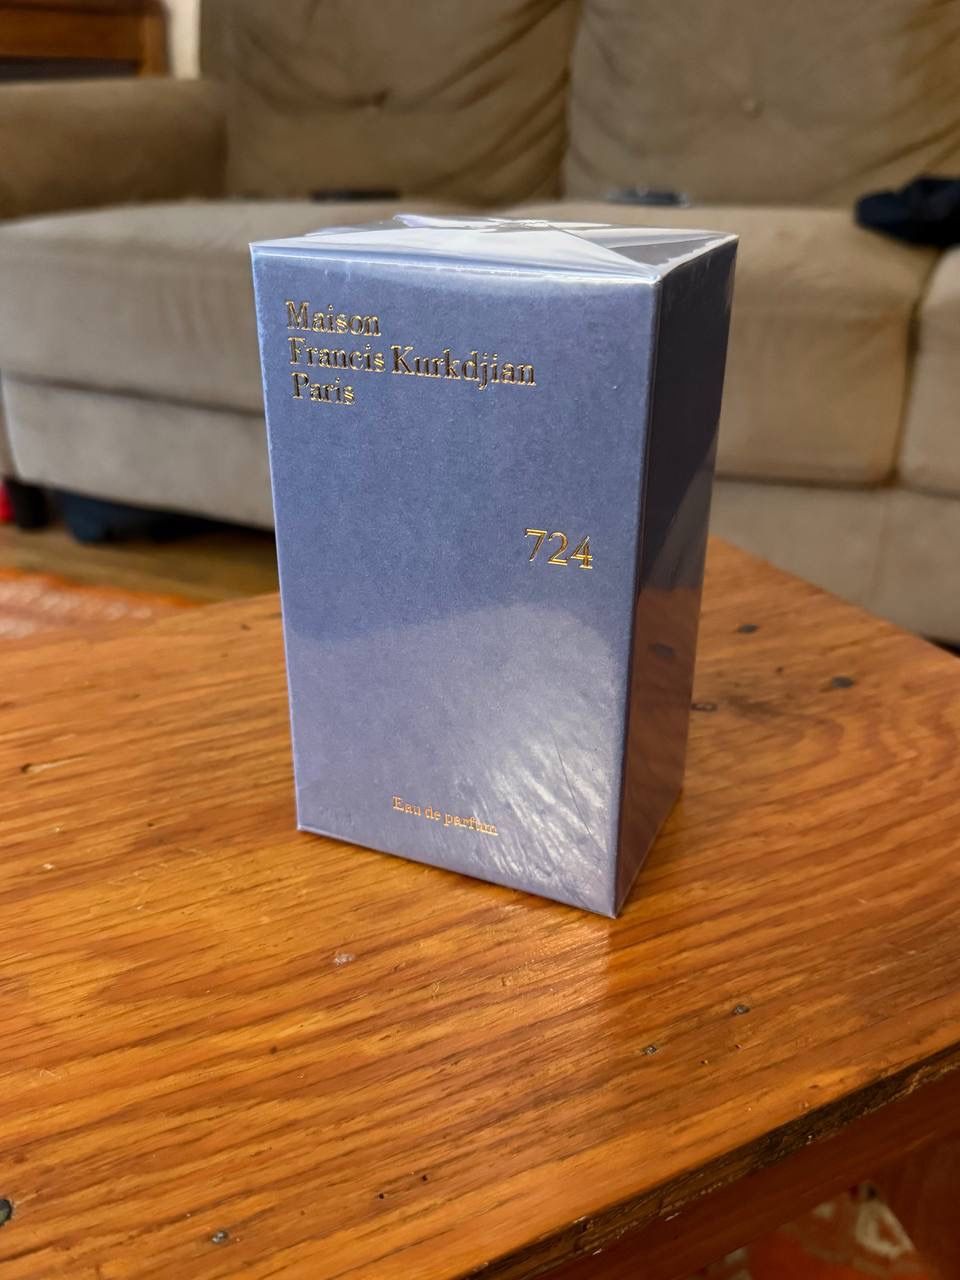 Maison
Francis Kurkdjian
Paris
724
Eau de parfum